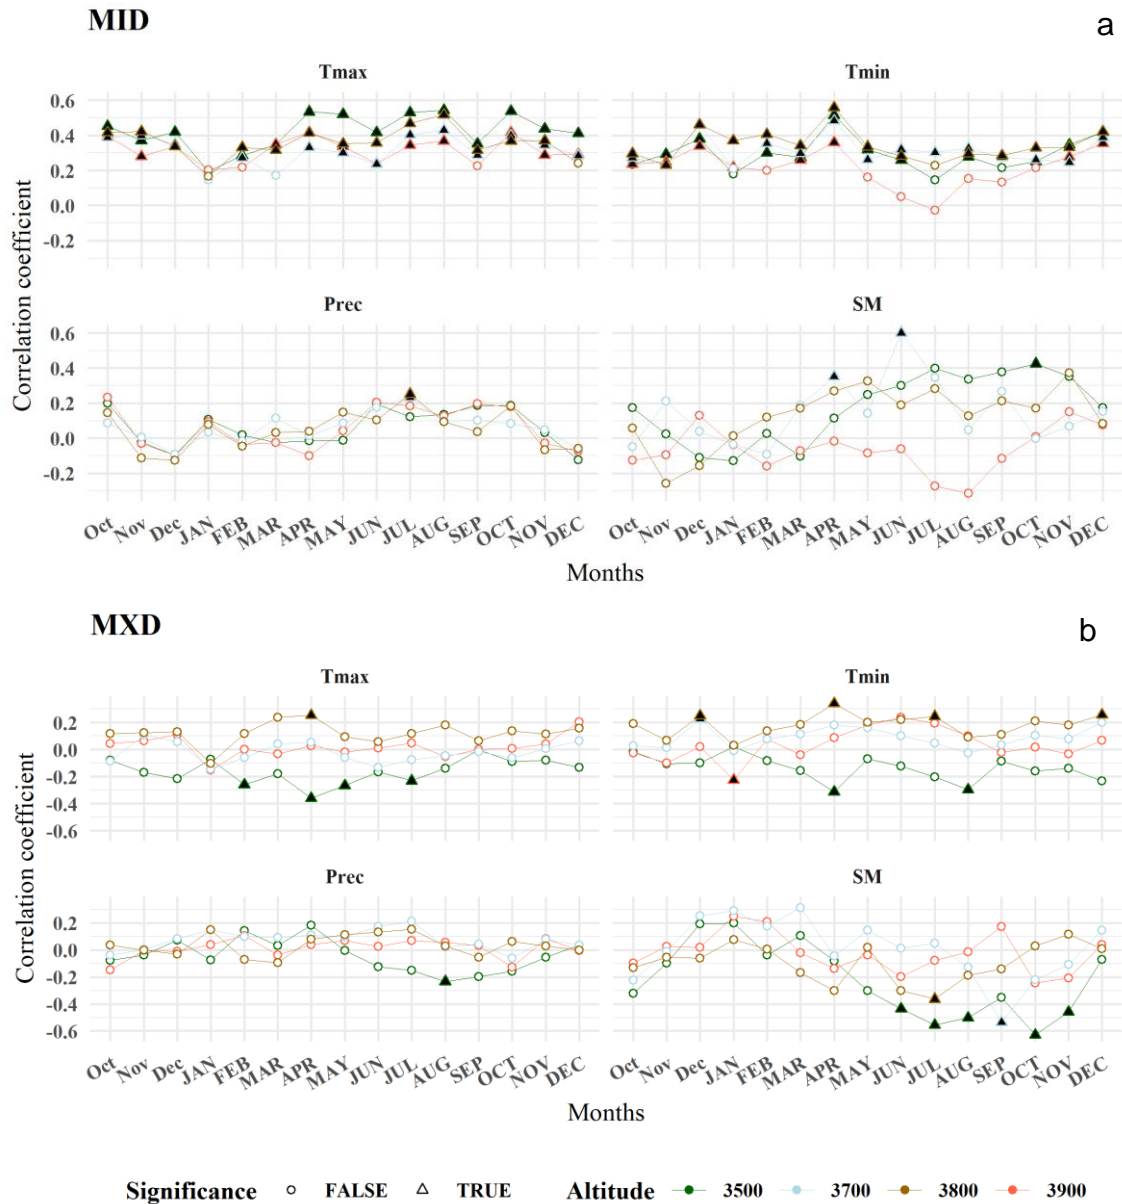 MID
a
Tmax Tmin
0.6
0.4
0.2
0.0
-0.2
Prec SM
0.6
0.4
0.2
0.0
-0.2
Correlation coefficient
Oct Nov Dec JAN FEB MAR APR MAY JUN JUL AUG SEP OCT NOV DEC Oct Nov Dec JAN FEB MAR APR MAY JUN JUL AUG SEP OCT NOV DEC
Months
MXD
b
Tmax Tmin
0.2
0.0
-0.2
-0.4
-0.6
Prec SM
0.2
0.0
-0.2
-0.4
-0.6
Correlation coefficient
Oct Nov Dec JAN FEB MAR APR MAY JUN JUL AUG SEP OCT NOV DEC Oct Nov Dec JAN FEB MAR APR MAY JUN JUL AUG SEP OCT NOV DEC
Months
Significance FALSE TRUE Altitude 3500 3700 3800 3900